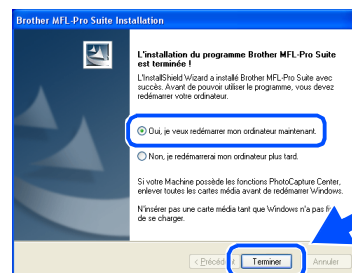 Brother MFL-Pro Suite Installation
L'installation du programme Brother MFL-Pro Suite
est terminée !
L'InstallShield Wizard a installé Brother MFL-Pro Suite avec
succès. Avant de pouvoir utiliser le programme, vous devez
redémarrer votre ordinateur.
Oui, je veux redémarrer mon ordinateur maintenant.
Non, je redémarrerai mon ordinateur plus tard.
Si votre Machine possède les fonctions PhotoCapture Center,
enlever toutes les cartes média avant de redémarrer Windows.
N'insérer pas une carte média tant que Windows n'a pas
de se charger.
< Précédent Terminer Annuler